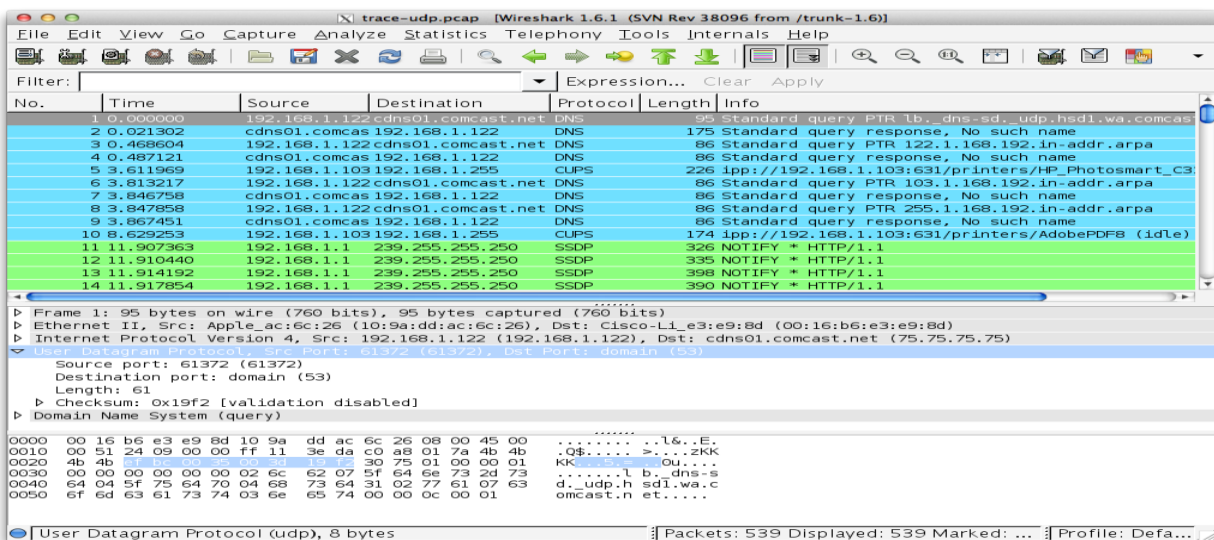 trace-udp.pcap [Wireshark 1.6.1 (SVN Rev 38096 from /trunk-1.6)]
File Edit View Go Capture Analyze Statistics Telephony Tools Internals Help
Filter: Expression... Clear Apply
No. Time Source Destination Protocol Length Info
1 0.000000 192.168.1.122 cdns01.comcast.net DNS 95 Standard query PTR lb._dns-sd._udp.hsd1.wa.comcas
2 0.021302 cdns01.comcas 192.168.1.122 DNS 175 Standard query response, No such name
3 0.468604 192.168.1.122 cdns01.comcast.net DNS 86 Standard query PTR 122.1.168.192.in-addr.arpa
4 0.487121 cdns01.comcas 192.168.1.122 DNS 86 Standard query response, No such name
5 3.611969 192.168.1.103 192.168.1.255 CUPS 226 ipp://192.168.1.103:631/printers/HP_Photosmart_C3
6 3.813217 192.168.1.122 cdns01.comcast.net DNS 86 Standard query PTR 103.1.168.192.in-addr.arpa
7 3.846758 cdns01.comcas 192.168.1.122 DNS 86 Standard query response, No such name
8 3.847858 192.168.1.122 cdns01.comcast.net DNS 86 Standard query PTR 255.1.168.192.in-addr.arpa
9 3.867451 cdns01.comcas 192.168.1.122 DNS 86 Standard query response, No such name
10 8.629253 192.168.1.103 192.168.1.255 CUPS 174 ipp://192.168.1.103:631/printers/AdobePDF8 (idle)
11 11.907363 192.168.1.1 239.255.255.250 SSDP 326 NOTIFY * HTTP/1.1
12 11.910440 192.168.1.1 239.255.255.250 SSDP 335 NOTIFY * HTTP/1.1
13 11.914192 192.168.1.1 239.255.255.250 SSDP 398 NOTIFY * HTTP/1.1
14 11.917854 192.168.1.1 239.255.255.250 SSDP 390 NOTIFY * HTTP/1.1
Frame 1: 95 bytes on wire (760 bits), 95 bytes captured (760 bits)
Ethernet II, Src: Apple_ac:6c:26 (10:9a:dd:ac:6c:26), Dst: Cisco-Li_e3:e9:8d (00:16:b6:e3:e9:8d)
Internet Protocol Version 4, Src: 192.168.1.122 (192.168.1.122), Dst: cdns01.comcast.net (75.75.75.75)
User Datagram Protocol, Src Port: 61372 (61372), Dst Port: domain (53)
Source port: 61372 (61372)
Destination port: domain (53)
Length: 61
Checksum: 0x19f2 [validation disabled]
Domain Name System (query)
0000 00 16 b6 e3 e9 8d 10 9a dd ac 6c 26 08 00 45 00 ........ ..l&..E.
0010 00 51 24 09 00 00 ff 11 3e da c0 a8 01 7a 4b 4b .Q$..... >....zKK
0020 4b 4b ef bc 00 35 00 3d 19 f2 30 75 01 00 00 01 KK...5.= ..0u....
0030 00 00 00 00 00 00 02 6c 62 07 5f 64 6e 73 2d 73 .......l b._dns-s
0040 64 04 5f 75 64 70 04 68 73 64 31 02 77 61 07 63 d._udp.h sd1.wa.c
0050 6f 6d 63 61 73 74 03 6e 65 74 00 00 0c 00 01 omcast.n et.....
User Datagram Protocol (udp), 8 bytes Packets: 539 Displayed: 539 Marked: ... Profile: Defa...